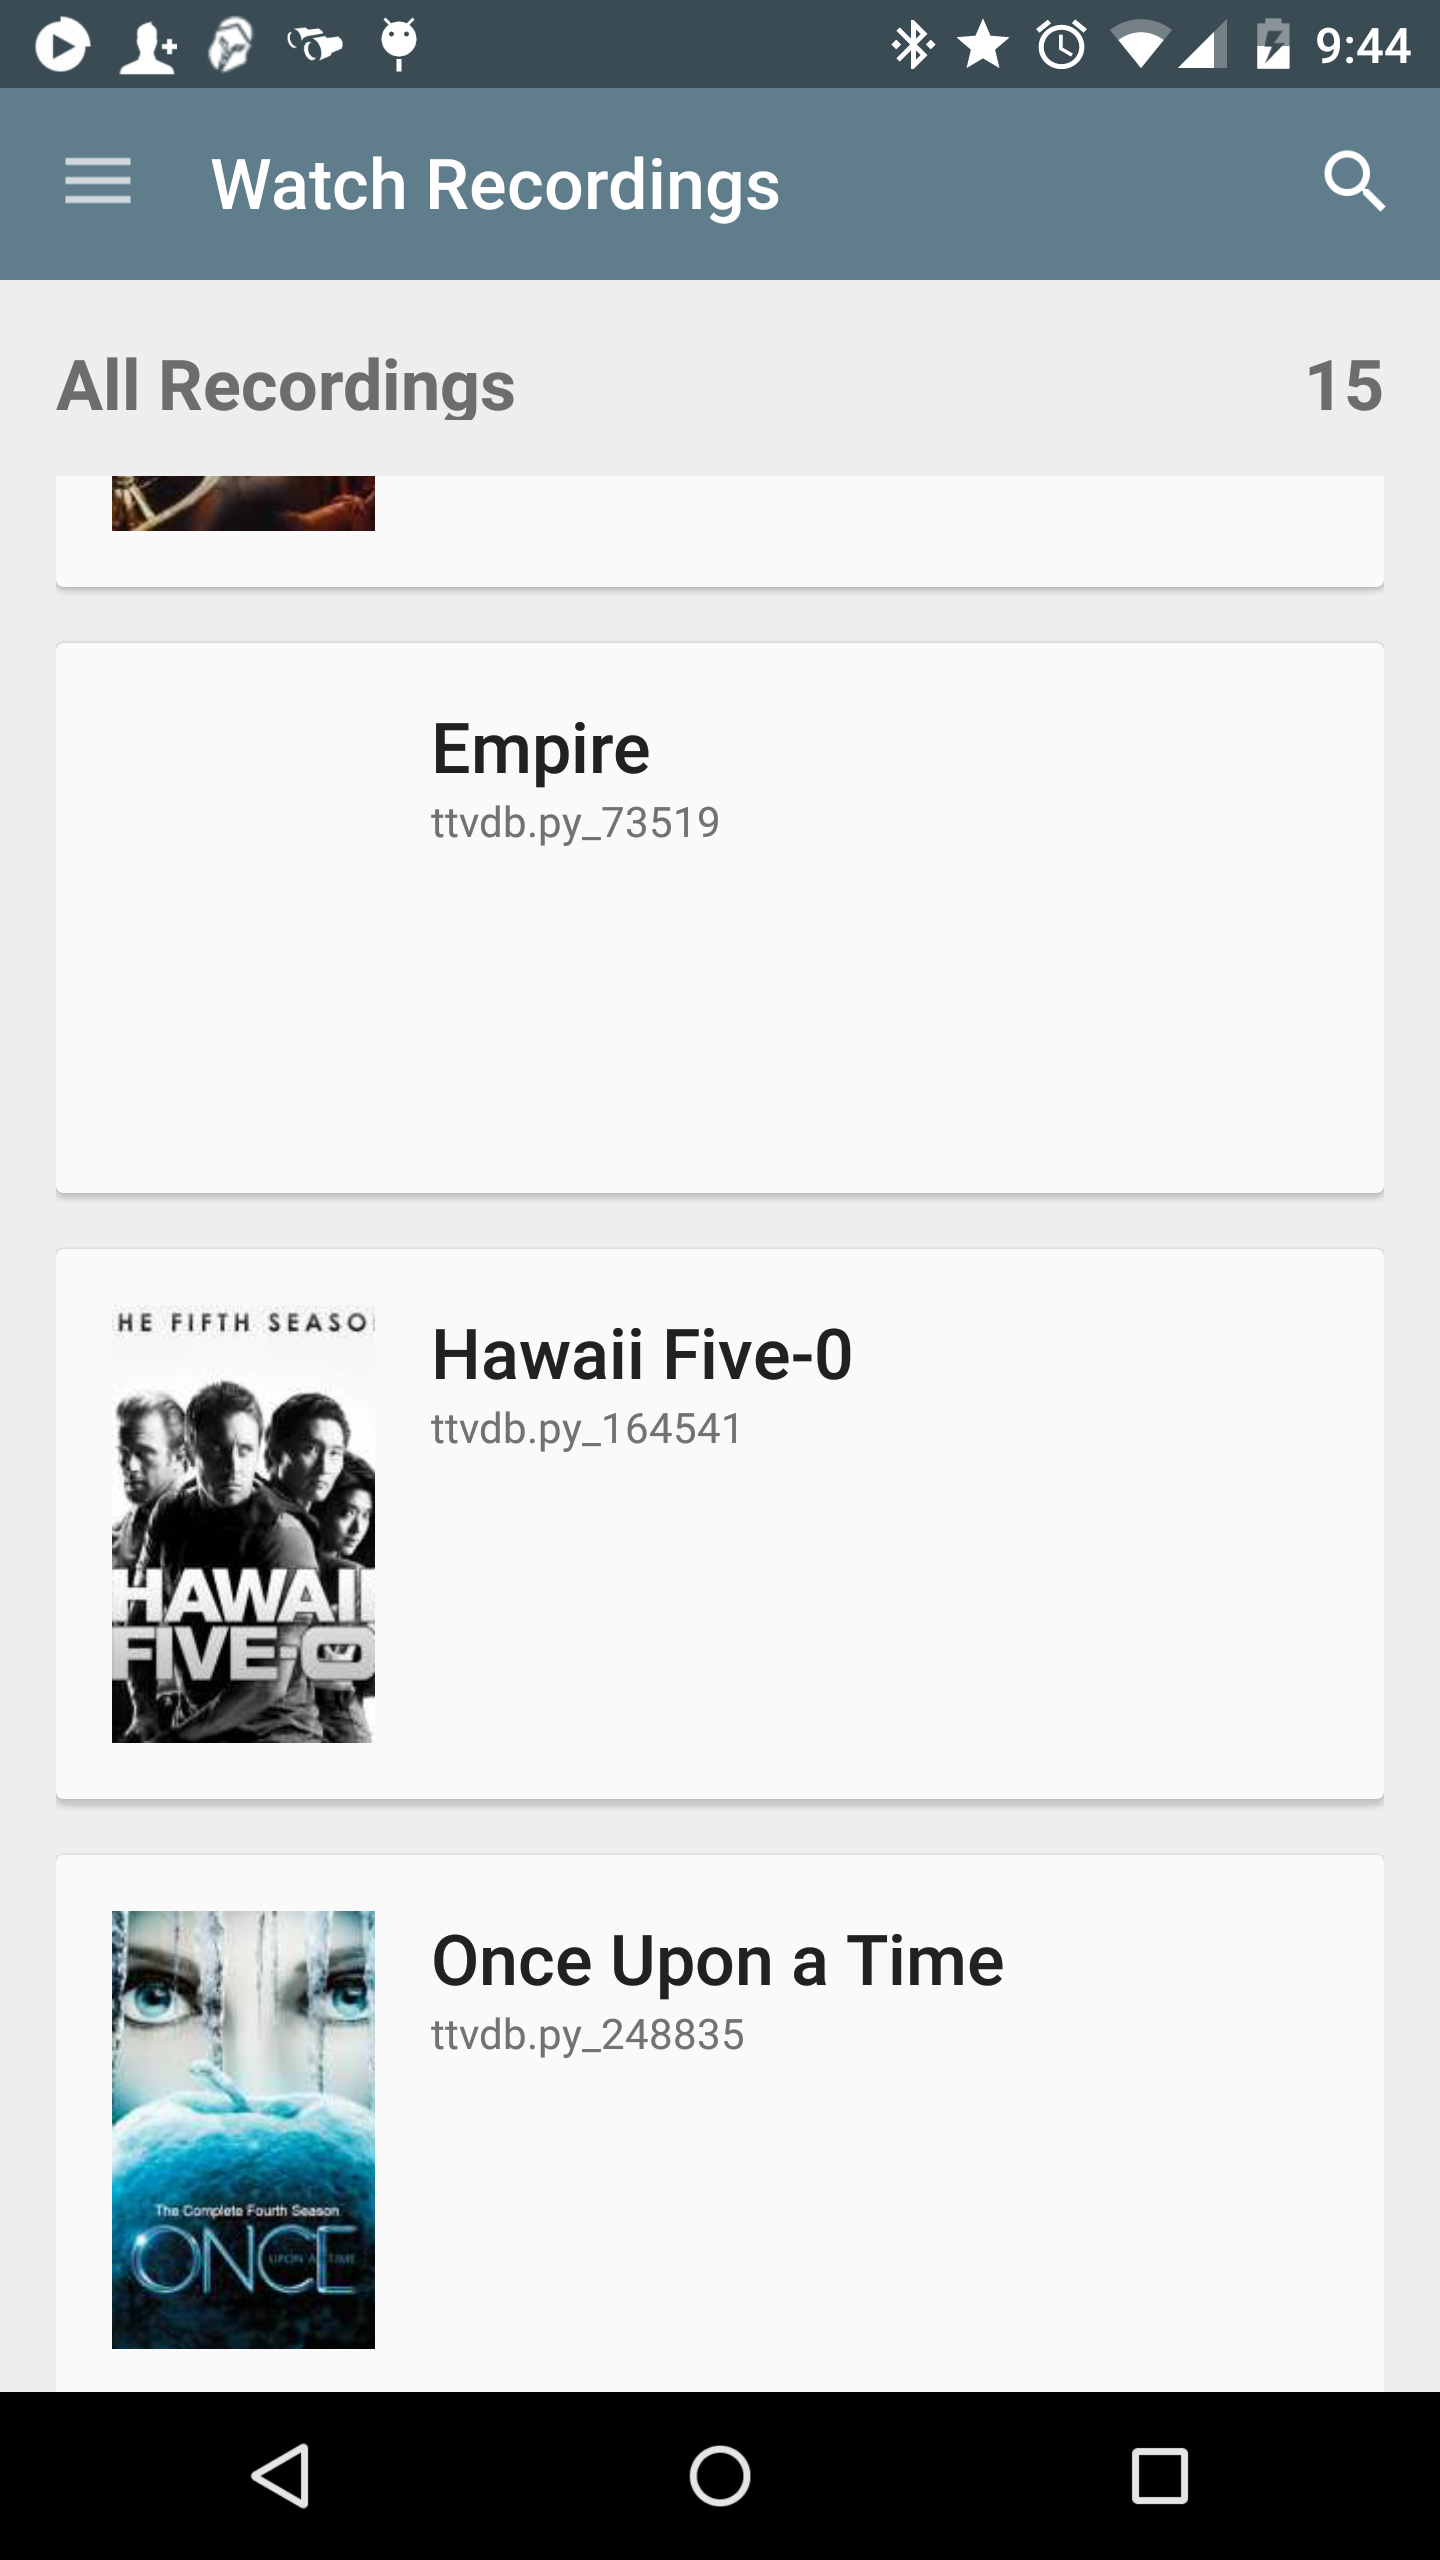 9:44
Watch Recordings
All Recordings 15
Empire
ttvdb.py_73519
HE FIFTH SEASO
Hawaii Five-0
ttvdb.py_164541
HAWAII
FIVE-O
Once Upon a Time
ttvdb.py_248835
The Complete Fourth Season
ONCE
UPON A TIME